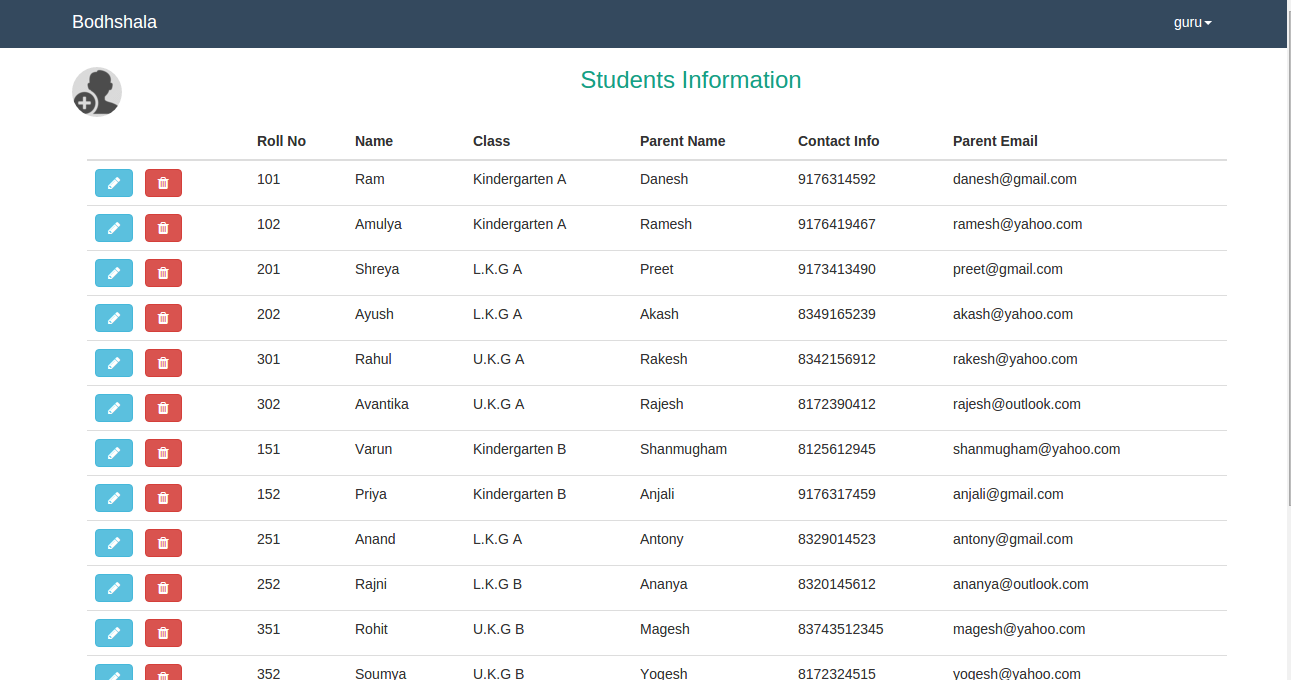 Bodhshala guru
Students Information
Roll No Name Class Parent Name Contact Info Parent Email
101 Ram Kindergarten A Danesh 9176314592 danesh@gmail.com
102 Amulya Kindergarten A Ramesh 9176419467 ramesh@yahoo.com
201 Shreya L.K.G A Preet 9173413490 preet@gmail.com
202 Ayush L.K.G A Akash 8349165239 akash@yahoo.com
301 Rahul U.K.G A Rakesh 8342156912 rakesh@yahoo.com
302 Avantika U.K.G A Rajesh 8172390412 rajesh@outlook.com
151 Varun Kindergarten B Shanmugham 8125612945 shanmugham@yahoo.com
152 Priya Kindergarten B Anjali 9176317459 anjali@gmail.com
251 Anand L.K.G A Antony 8329014523 antony@gmail.com
252 Rajni L.K.G B Ananya 8320145612 ananya@outlook.com
351 Rohit U.K.G B Magesh 83743512345 magesh@yahoo.com
352 Soumya U.K.G B Yogesh 8172324515 yogesh@yahoo.com